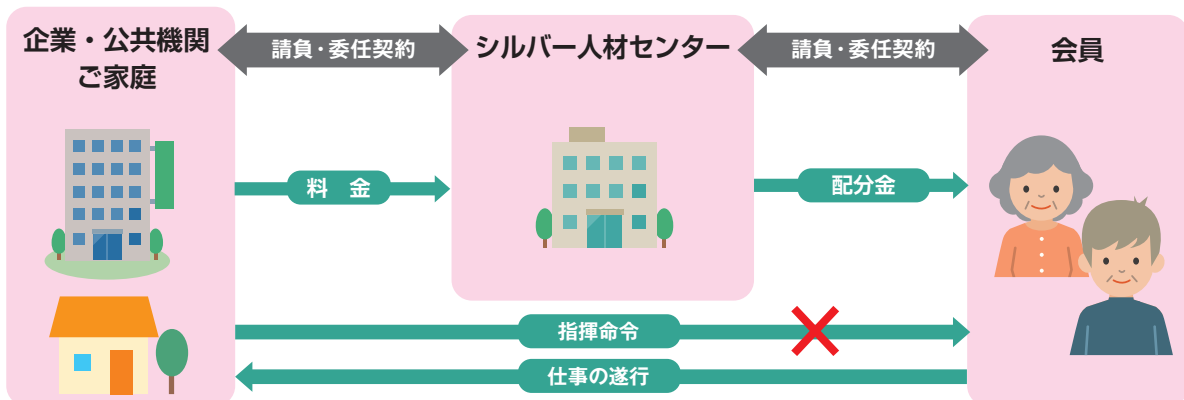 企業・公共機関
ご家庭
請負・委任契約
シルバー人材センター
請負・委任契約
会員
料　金
配分金
指揮命令
仕事の遂行